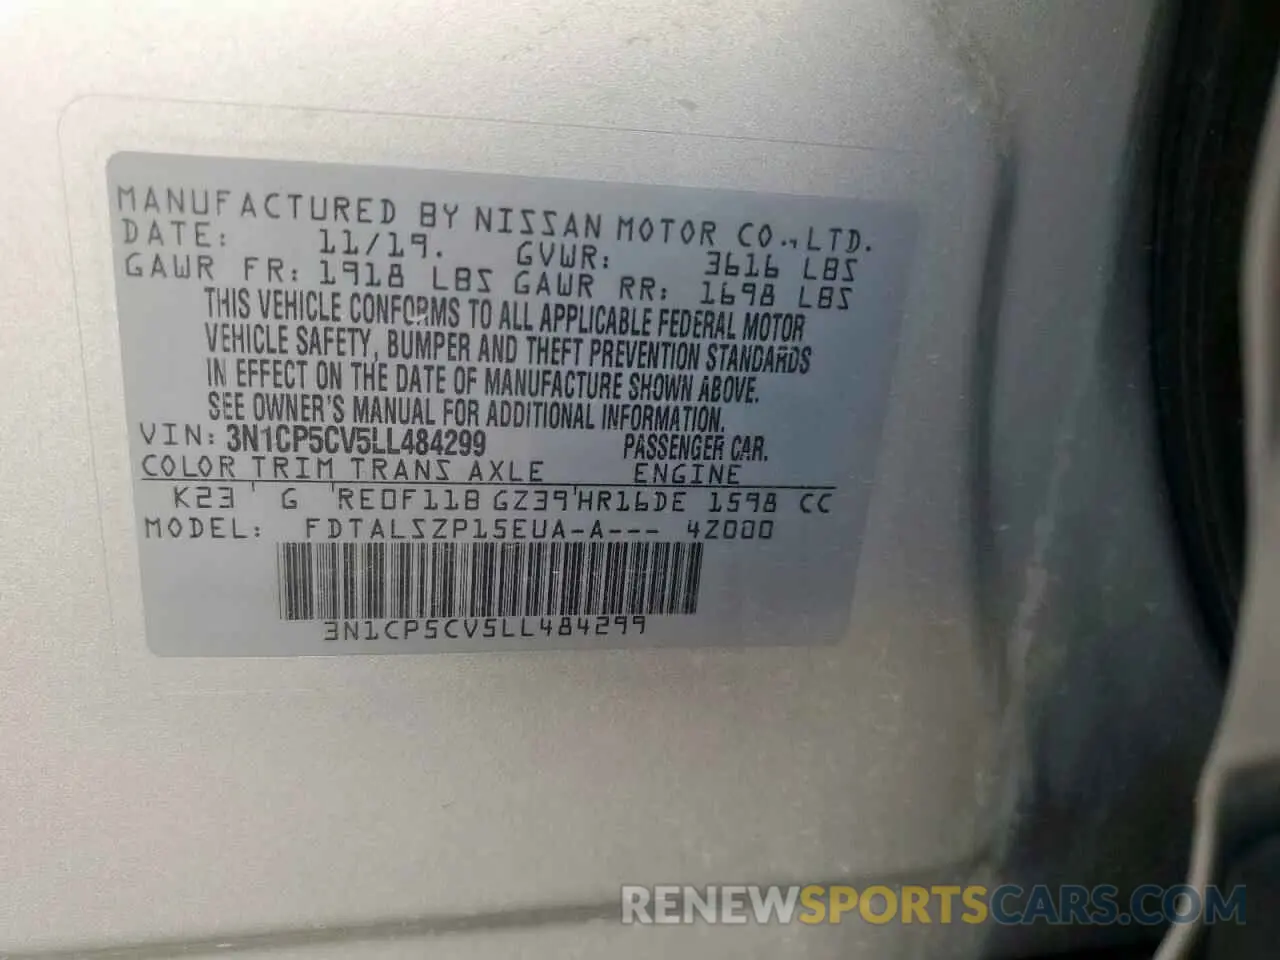 MANUFACTURED BY NISSAN MOTOR CO.,LTD.
DATE: 11/19. GVWR: 3616 LBS
GAWR FR: 1918 LBS GAWR RR: 1698 LBS
THIS VEHICLE CONFORMS TO ALL APPLICABLE FEDERAL MOTOR
VEHICLE SAFETY, BUMPER AND THEFT PREVENTION STANDARDS
IN EFFECT ON THE DATE OF MANUFACTURE SHOWN ABOVE.
SEE OWNER'S MANUAL FOR ADDITIONAL INFORMATION.
VIN: 3N1CP5CV5LL484299 PASSENGER CAR.
COLOR TRIM TRANS AXLE ENGINE
K23 ' G 'RE0F11B GZ39'HR16DE 1598 CC
MODEL: FDTALSZP15EUA-A--- 4Z000
3N1CP5CV5LL484299
RENEWSPORTSCARS.COM